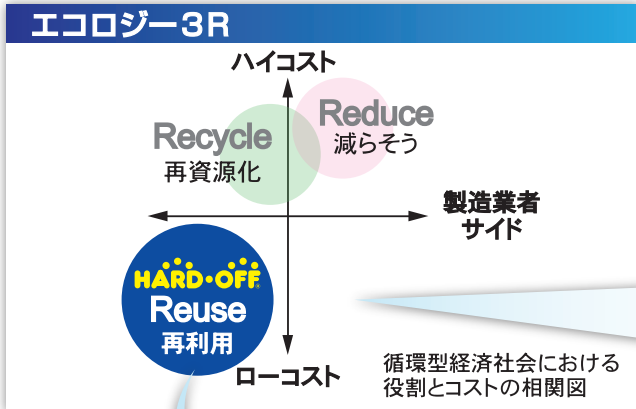 エコロジー3R
ハイコスト
Reduce
減らそう
Recycle
再資源化
製造業者
サイド
HARD・OFF®
Reuse
再利用
ローコスト
循環型経済社会における
役割とコストの相関図